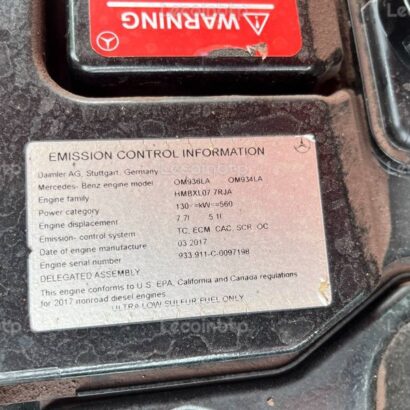 WARNING
EMISSION CONTROL INFORMATION
Daimler AG, Stuttgart, Germany
Mercedes- Benz engine model OM936LA OM934LA
Engine family HMBXL07.7RJA
Power category 130<=kW<=560
Engine displacement 7.7l 5.1l
Emission- control system TC, ECM, CAC, SCR, OC
Date of engine manufacture 03.2017
Engine serial number 933.911-C-0097198
DELEGATED ASSEMBLY
This engine conforms to U.S. EPA, California and Canada regulations
for 2017 nonroad diesel engines.
ULTRA LOW SULFUR FUEL ONLY
Lecoinbtp